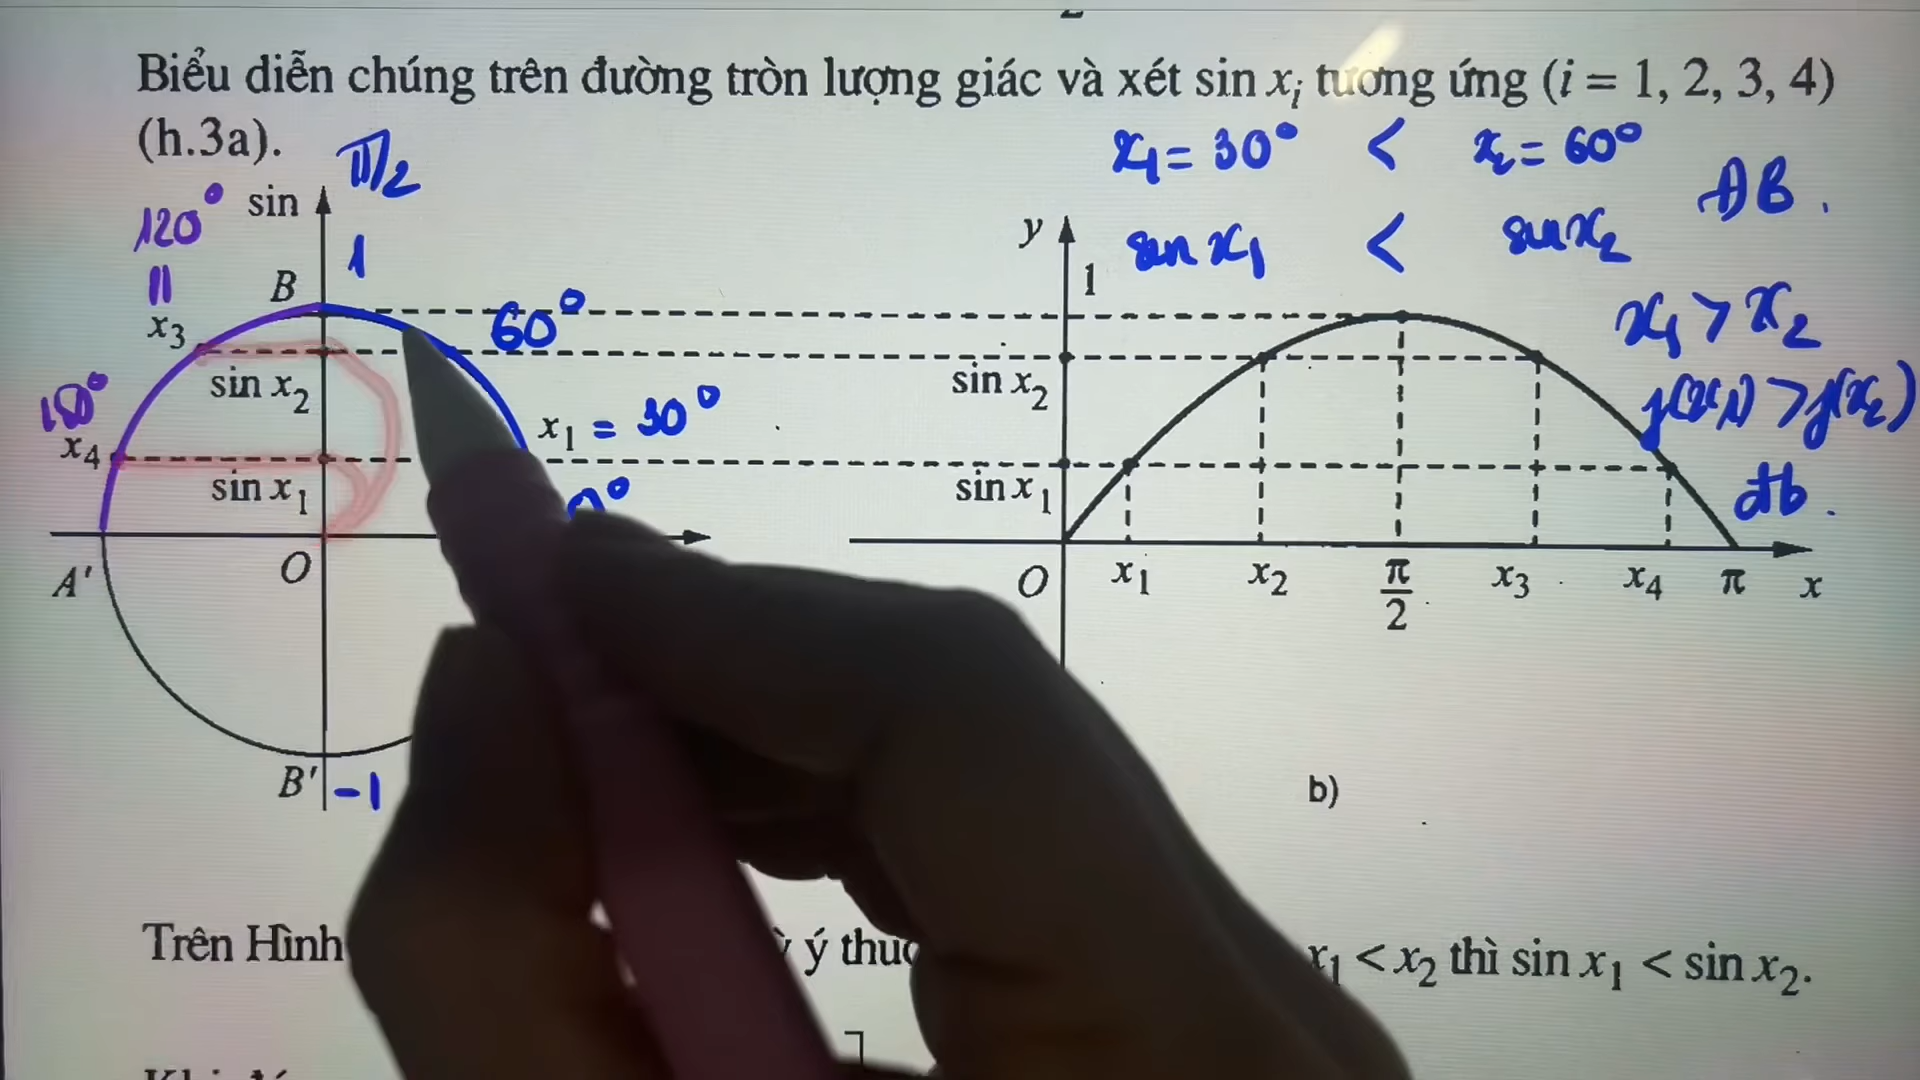 Biểu diễn chúng trên đường tròn lượng giác và xét sin xᵢ tương ứng (i = 1, 2, 3, 4)
(h.3a).
π/2
x₁ = 30° < x₂ = 60°
AB.
120°
sin
sin x₁ < sin x₂
y
1
1
B
=
x₃
60°
x₁ > x₂
sin x₂
sin x₂
x₁ = 30°
f(x₁) > f(x₂)
x₄
sin x₁
sin x₁
0°
đb.
A'
O
O
x₁
x₂
π/2
x₃
x₄
π
x
B'
-1
b)
Trên Hình
ý
x₁ < x₂ thì sin x₁ < sin x₂.